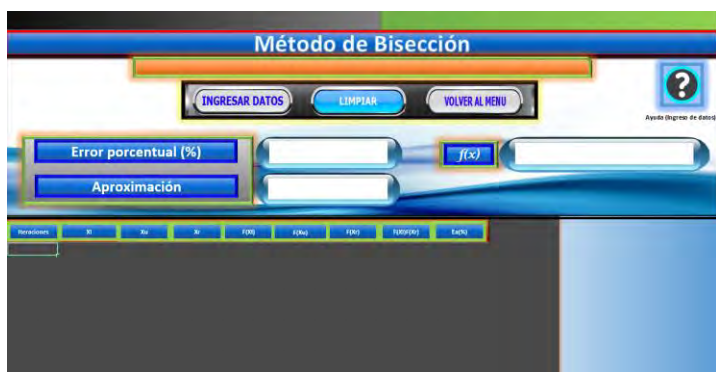 Método de Bisección
INGRESAR DATOS LIMPIAR VOLVER AL MENU
?
Ayuda (Ingreso de datos)
Error porcentual (%) f(x)
Aproximación
Iteraciones Xl Xu Xr F(Xl) F(Xu) F(Xr) F(Xl)F(Xr) Ea(%)